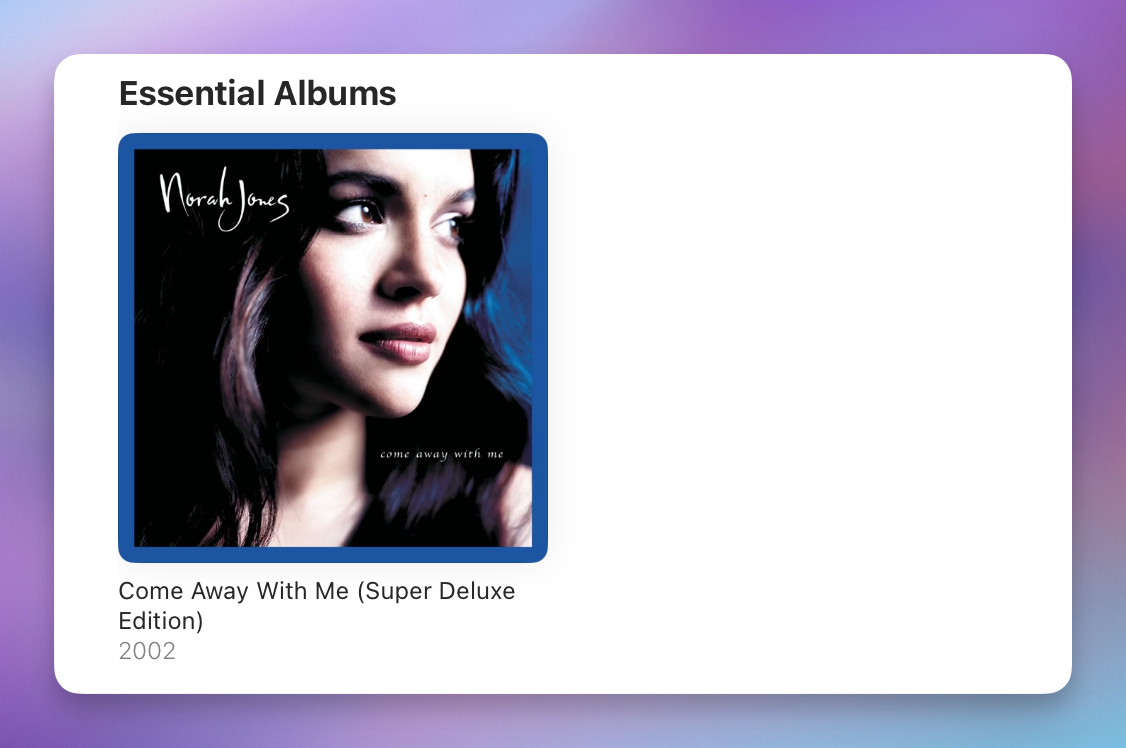 Essential Albums
Norah Jones
come away with me
Come Away With Me (Super Deluxe
Edition)
2002